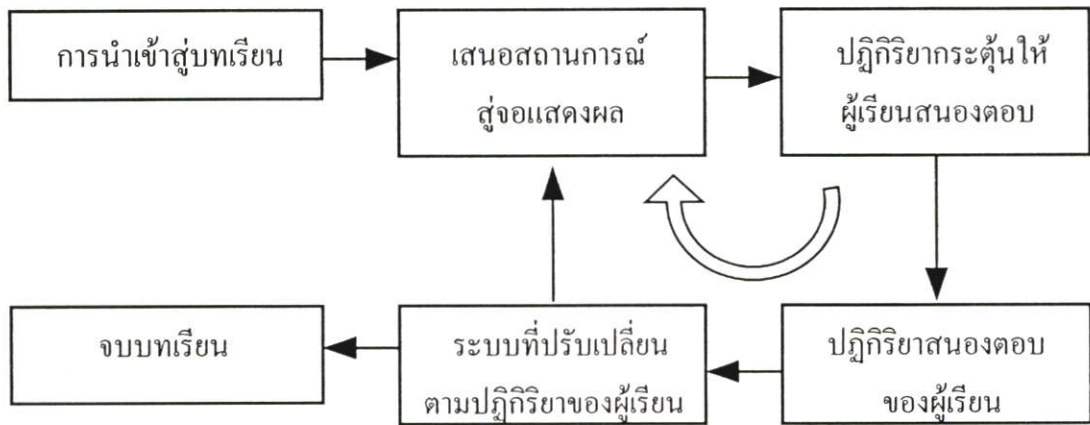 การนำเข้าสู่บทเรียน
เสนอสถานการณ์
สู่จอแสดงผล
ปฏิกิริยากระตุ้นให้
ผู้เรียนสนองตอบ
จบบทเรียน
ระบบที่ปรับเปลี่ยน
ตามปฏิกิริยาของผู้เรียน
ปฏิกิริยาสนองตอบ
ของผู้เรียน